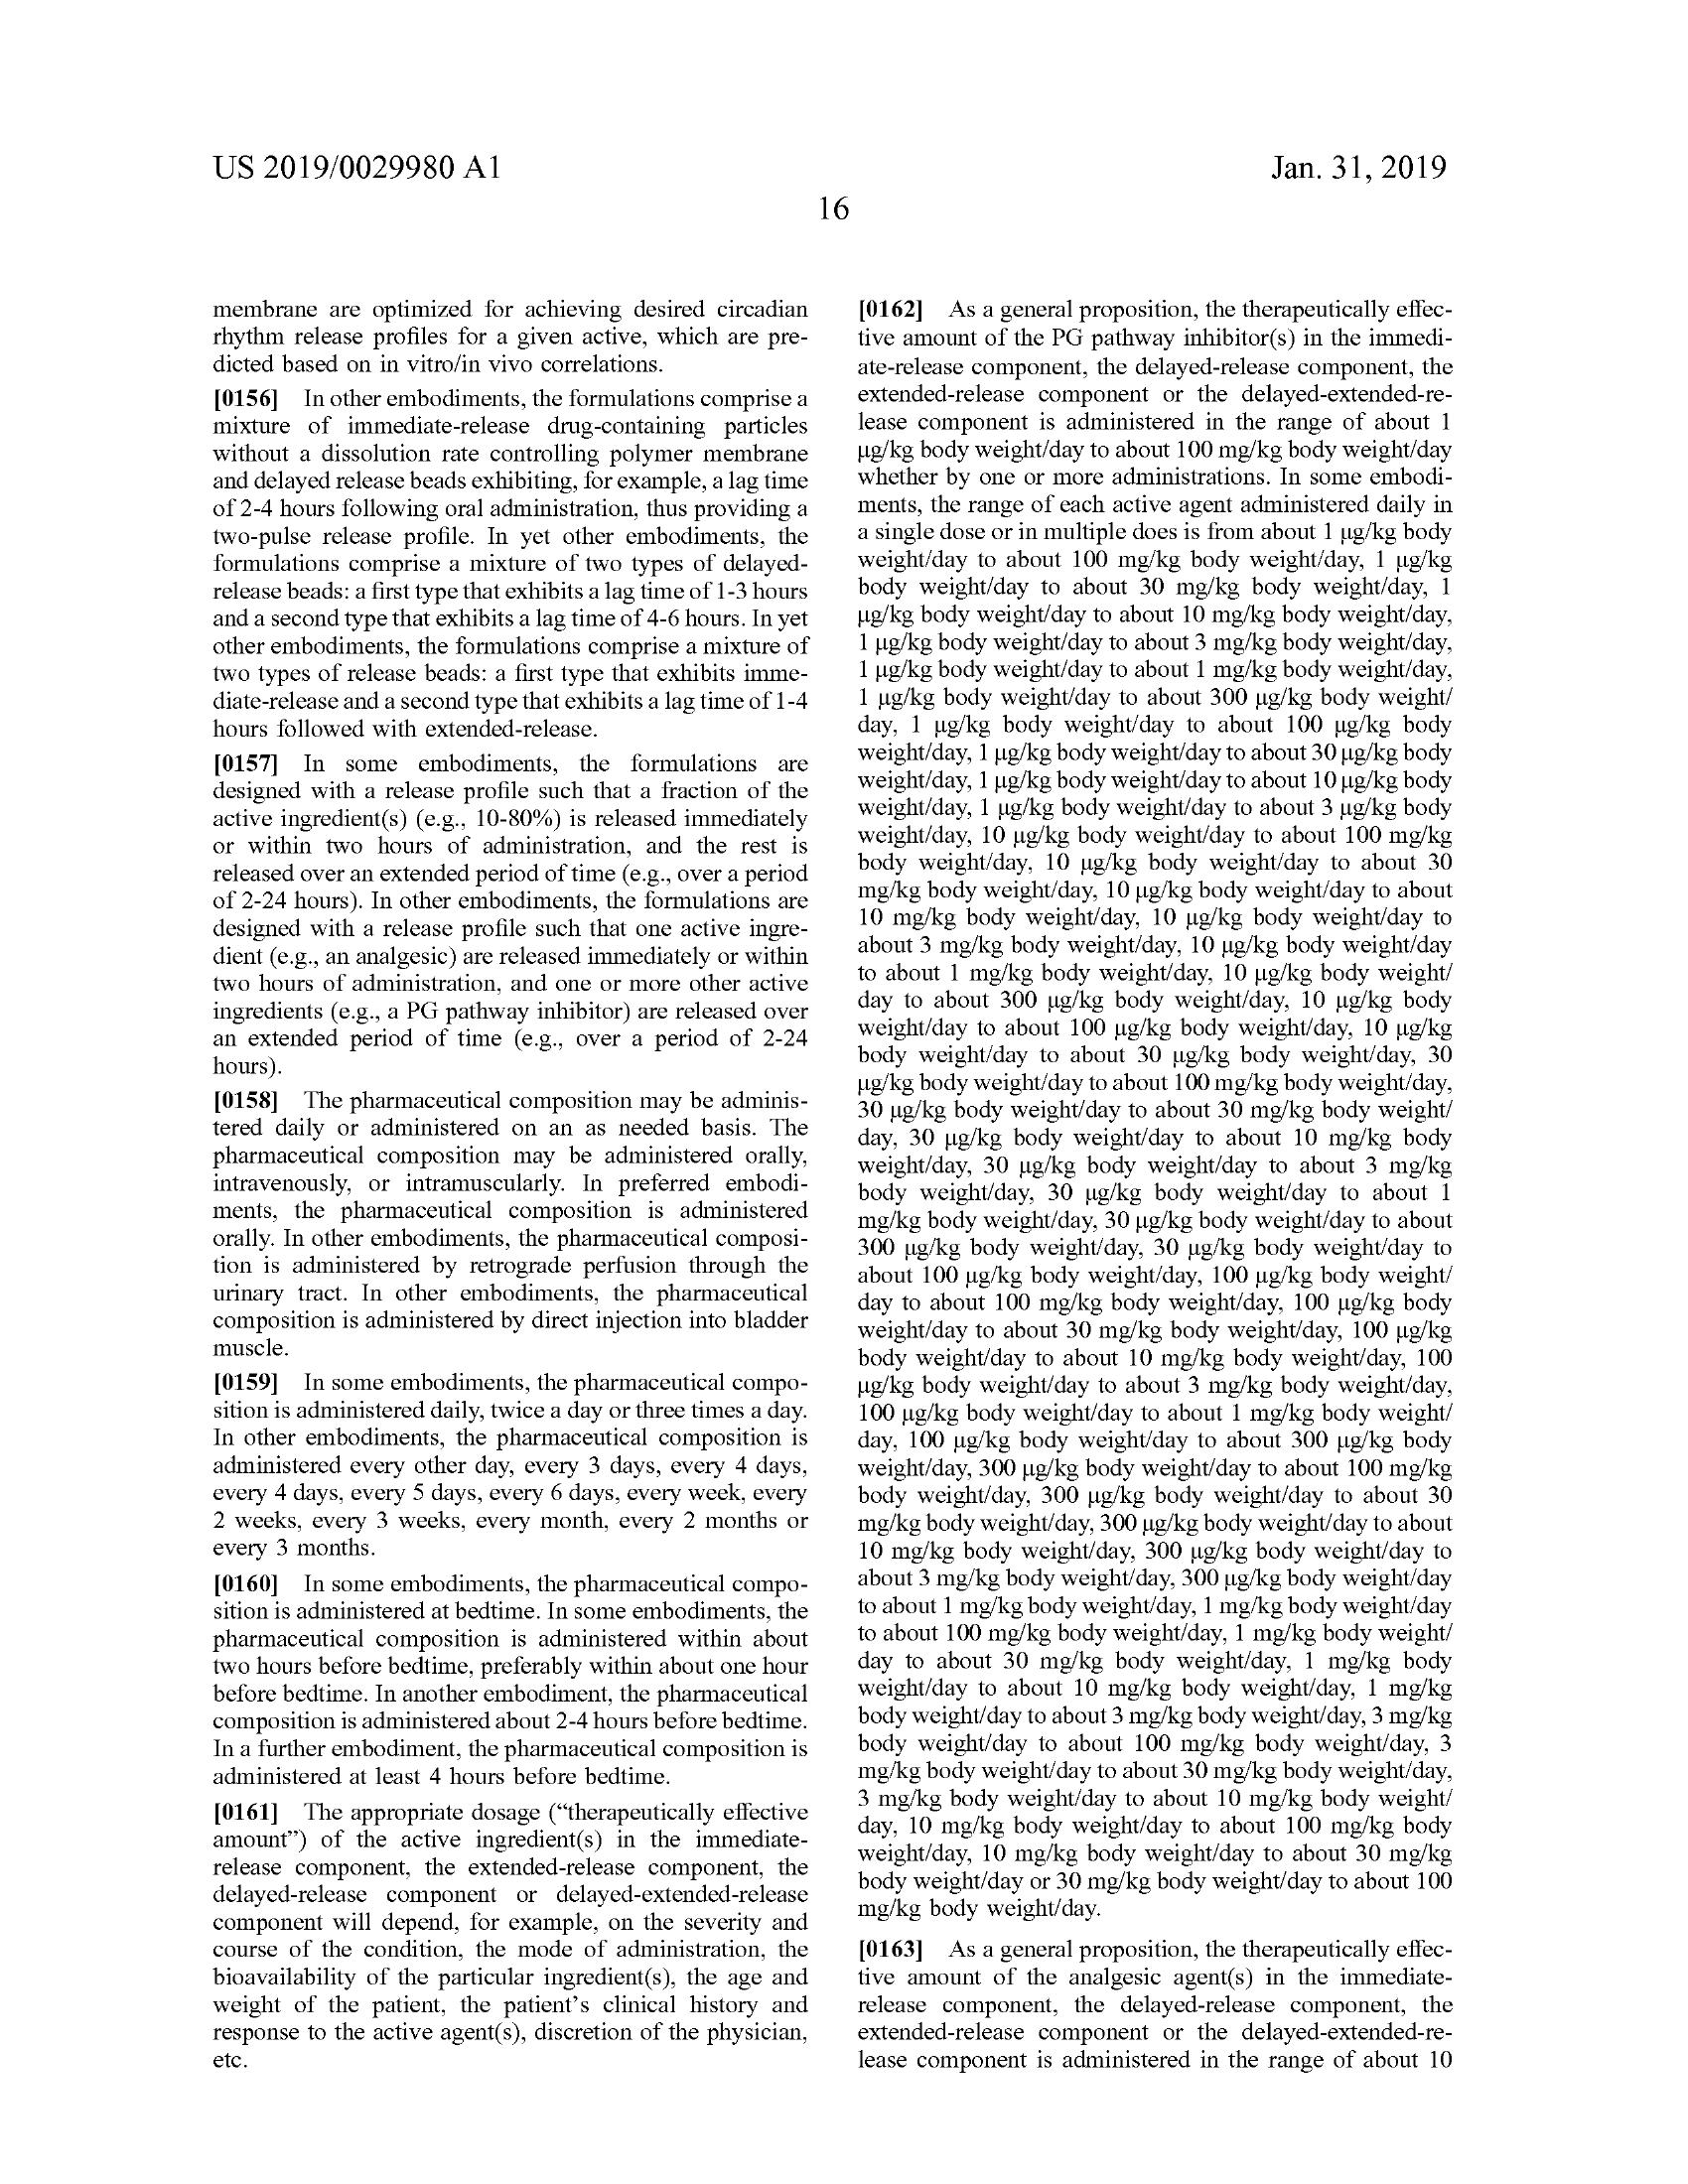 US 2019/0029980 A1
Jan. 31, 2019
16
membrane are optimized for achieving desired circadian
rhythm release profiles for a given active, which are pre-
dicted based on in vitro/in vivo correlations.
[0156] In other embodiments, the formulations comprise a
mixture of immediate-release drug-containing particles
without a dissolution rate controlling polymer membrane
and delayed release beads exhibiting, for example, a lag time
of 2-4 hours following oral administration, thus providing a
two-pulse release profile. In yet other embodiments, the
formulations comprise a mixture of two types of delayed-
release beads: a first type that exhibits a lag time of 1-3 hours
and a second type that exhibits a lag time of 4-6 hours. In yet
other embodiments, the formulations comprise a mixture of
two types of release beads: a first type that exhibits imme-
diate-release and a second type that exhibits a lag time of 1-4
hours followed with extended-release.
[0157] In some embodiments, the formulations are
designed with a release profile such that a fraction of the
active ingredient(s) (e.g., 10-80%) is released immediately
or within two hours of administration, and the rest is
released over an extended period of time (e.g., over a period
of 2-24 hours). In other embodiments, the formulations are
designed with a release profile such that one active ingre-
dient (e.g., an analgesic) are released immediately or within
two hours of administration, and one or more other active
ingredients (e.g., a PG pathway inhibitor) are released over
an extended period of time (e.g., over a period of 2-24
hours).
[0158] The pharmaceutical composition may be adminis-
tered daily or administered on an as needed basis. The
pharmaceutical composition may be administered orally,
intravenously, or intramuscularly. In preferred embodi-
ments, the pharmaceutical composition is administered
orally. In other embodiments, the pharmaceutical composi-
tion is administered by retrograde perfusion through the
urinary tract. In other embodiments, the pharmaceutical
composition is administered by direct injection into bladder
muscle.
[0159] In some embodiments, the pharmaceutical compo-
sition is administered daily, twice a day or three times a day.
In other embodiments, the pharmaceutical composition is
administered every other day, every 3 days, every 4 days,
every 4 days, every 5 days, every 6 days, every week, every
2 weeks, every 3 weeks, every month, every 2 months or
every 3 months.
[0160] In some embodiments, the pharmaceutical compo-
sition is administered at bedtime. In some embodiments, the
pharmaceutical composition is administered within about
two hours before bedtime, preferably within about one hour
before bedtime. In another embodiment, the pharmaceutical
composition is administered about 2-4 hours before bedtime.
In a further embodiment, the pharmaceutical composition is
administered at least 4 hours before bedtime.
[0161] The appropriate dosage (“therapeutically effective
amount”) of the active ingredient(s) in the immediate-
release component, the extended-release component, the
delayed-release component or delayed-extended-release
component will depend, for example, on the severity and
course of the condition, the mode of administration, the
bioavailability of the particular ingredient(s), the age and
weight of the patient, the patient’s clinical history and
response to the active agent(s), discretion of the physician,
etc.
[0162] As a general proposition, the therapeutically effec-
tive amount of the PG pathway inhibitor(s) in the immedi-
ate-release component, the delayed-release component, the
extended-release component or the delayed-extended-re-
lease component is administered in the range of about 1
μg/kg body weight/day to about 100 mg/kg body weight/day
whether by one or more administrations. In some embodi-
ments, the range of each active agent administered daily in
a single dose or in multiple does is from about 1 μg/kg body
weight/day to about 100 mg/kg body weight/day, 1 μg/kg
body weight/day to about 30 mg/kg body weight/day, 1
μg/kg body weight/day to about 10 mg/kg body weight/day,
1 μg/kg body weight/day to about 3 mg/kg body weight/day,
1 μg/kg body weight/day to about 1 mg/kg body weight/day,
1 μg/kg body weight/day to about 300 μg/kg body weight/
day, 1 μg/kg body weight/day to about 100 μg/kg body
weight/day, 1 μg/kg body weight/day to about 30 μg/kg body
weight/day, 1 μg/kg body weight/day to about 10 μg/kg body
weight/day, 1 μg/kg body weight/day to about 3 μg/kg body
weight/day, 10 μg/kg body weight/day to about 100 mg/kg
body weight/day, 10 μg/kg body weight/day to about 30
mg/kg body weight/day, 10 μg/kg body weight/day to about
10 mg/kg body weight/day, 10 μg/kg body weight/day to
about 3 mg/kg body weight/day, 10 μg/kg body weight/day
to about 1 mg/kg body weight/day, 10 μg/kg body weight/
day to about 300 μg/kg body weight/day, 10 μg/kg body
weight/day to about 100 μg/kg body weight/day, 10 μg/kg
body weight/day to about 30 μg/kg body weight/day, 30
μg/kg body weight/day to about 100 mg/kg body weight/day,
30 μg/kg body weight/day to about 30 mg/kg body weight/
day, 30 μg/kg body weight/day to about 10 mg/kg body
weight/day, 30 μg/kg body weight/day to about 3 mg/kg
body weight/day, 30 μg/kg body weight/day to about 1
mg/kg body weight/day, 30 μg/kg body weight/day to about
300 μg/kg body weight/day, 30 μg/kg body weight/day to
about 100 μg/kg body weight/day, 100 μg/kg body weight/
day to about 100 mg/kg body weight/day, 100 μg/kg body
weight/day to about 30 mg/kg body weight/day, 100 μg/kg
body weight/day to about 10 mg/kg body weight/day, 100
μg/kg body weight/day to about 3 mg/kg body weight/day,
100 μg/kg body weight/day to about 1 mg/kg body weight/
day, 100 μg/kg body weight/day to about 300 μg/kg body
weight/day, 300 μg/kg body weight/day to about 100 mg/kg
body weight/day, 300 μg/kg body weight/day to about 30
mg/kg body weight/day, 300 μg/kg body weight/day to about
10 mg/kg body weight/day, 300 μg/kg body weight/day to
about 3 mg/kg body weight/day, 300 μg/kg body weight/day
to about 1 mg/kg body weight/day, 1 mg/kg body weight/day
to about 100 mg/kg body weight/day, 1 mg/kg body weight/
day to about 30 mg/kg body weight/day, 1 mg/kg body
weight/day to about 10 mg/kg body weight/day, 1 mg/kg
body weight/day to about 3 mg/kg body weight/day, 3 mg/kg
body weight/day to about 100 mg/kg body weight/day, 3
mg/kg body weight/day to about 30 mg/kg body weight/day,
3 mg/kg body weight/day to about 10 mg/kg body weight/
day, 10 mg/kg body weight/day to about 100 mg/kg body
weight/day, 10 mg/kg body weight/day to about 30 mg/kg
body weight/day or 30 mg/kg body weight/day to about 100
mg/kg body weight/day.
[0163] As a general proposition, the therapeutically effec-
tive amount of the analgesic agent(s) in the immediate-
release component, the delayed-release component, the
extended-release component or the delayed-extended-re-
lease component is administered in the range of about 10